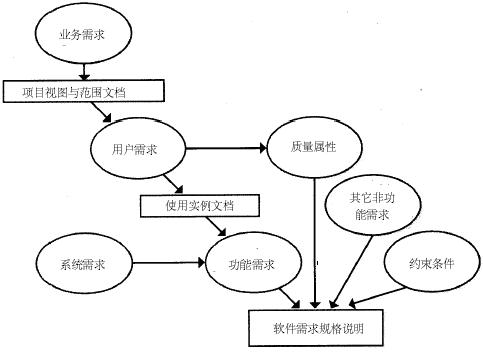 业务需求
项目视图与范围文档
用户需求
质量属性
使用实例文档
其它非功
能需求
系统需求
功能需求
约束条件
软件需求规格说明